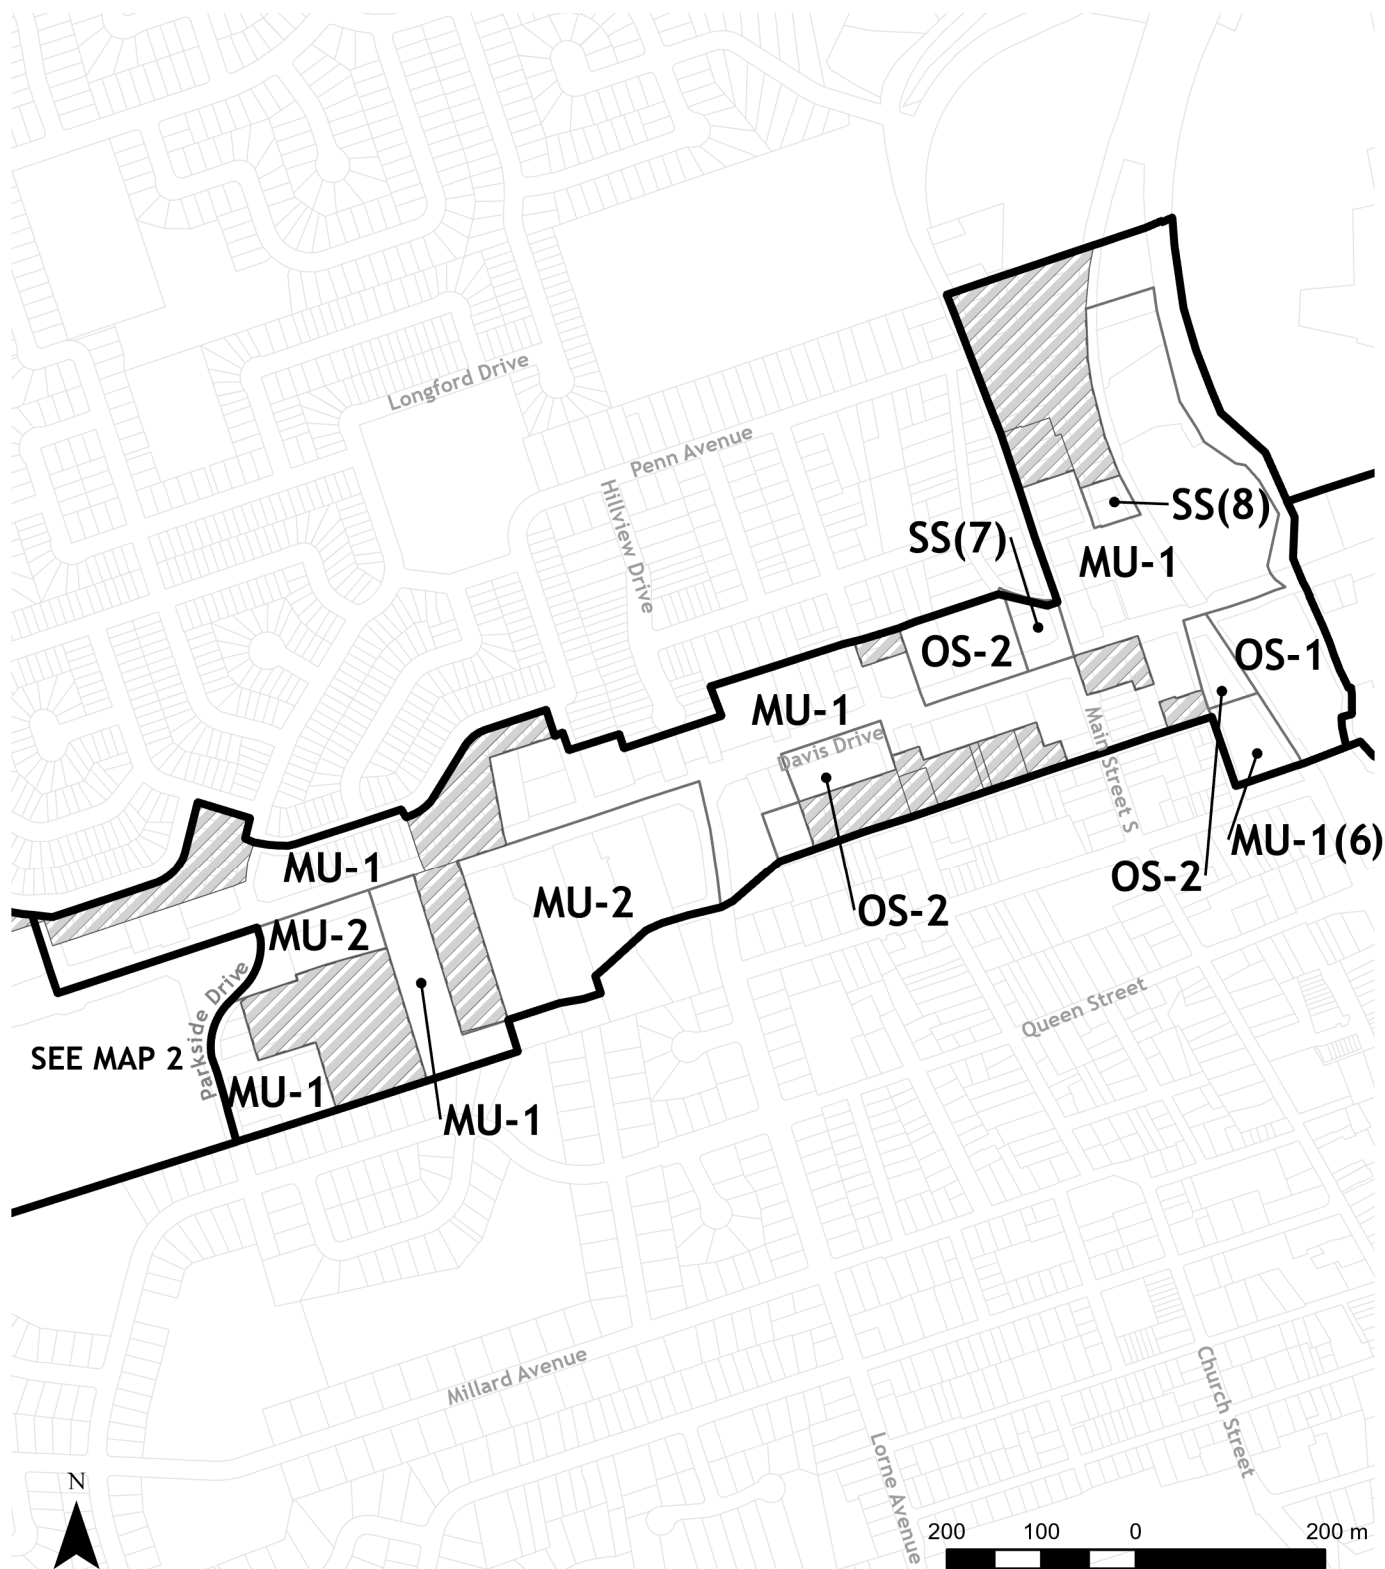 Longford Drive
Penn Avenue
Hillview Drive
SS(8)
SS(7)
MU-1
OS-2
OS-1
MU-1
Main Street S
Davis Drive
MU-1(6)
MU-1
OS-2
MU-2
OS-2
MU-2
Parkside Drive
Queen Street
SEE MAP 2
MU-1
MU-1
Millard Avenue
Church Street
Lorne Avenue
N
200 100 0 200 m